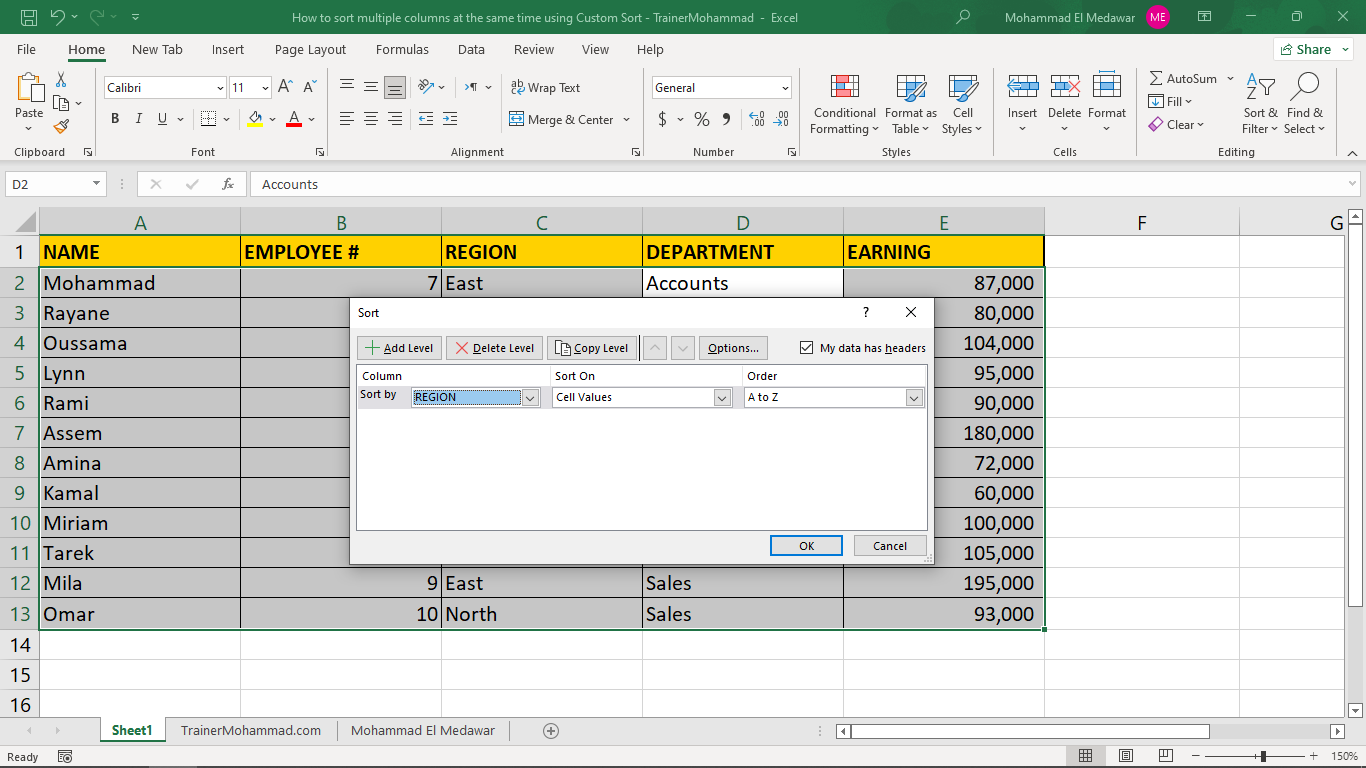 How to sort multiple columns at the same time using Custom Sort - TrainerMohammad - Excel
Mohammad El Medawar ME
File Home New Tab Insert Page Layout Formulas Data Review View Help Share
Paste
Clipboard
Calibri 11
B I U
A A
Font
ab Wrap Text
Merge & Center
Alignment
General
$ % 9 .00 .00
Number
Conditional Formatting
Format as Table
Cell Styles
Styles
Insert Delete Format
Cells
AutoSum
Fill
Clear
Sort & Filter
Find & Select
Editing
D2 fx Accounts
A B C D E F G
1 NAME EMPLOYEE # REGION DEPARTMENT EARNING
2 Mohammad 7 East Accounts 87,000
3 Rayane 80,000
4 Oussama 104,000
5 Lynn 95,000
6 Rami 90,000
7 Assem 180,000
8 Amina 72,000
9 Kamal 60,000
10 Miriam 100,000
11 Tarek 105,000
12 Mila 9 East Sales 195,000
13 Omar 10 North Sales 93,000
14
15
16
Sort ?
Add Level Delete Level Copy Level Options... My data has headers
Column Sort On Order
Sort by REGION Cell Values A to Z
OK Cancel
Sheet1 TrainerMohammad.com Mohammad El Medawar
Ready 150%